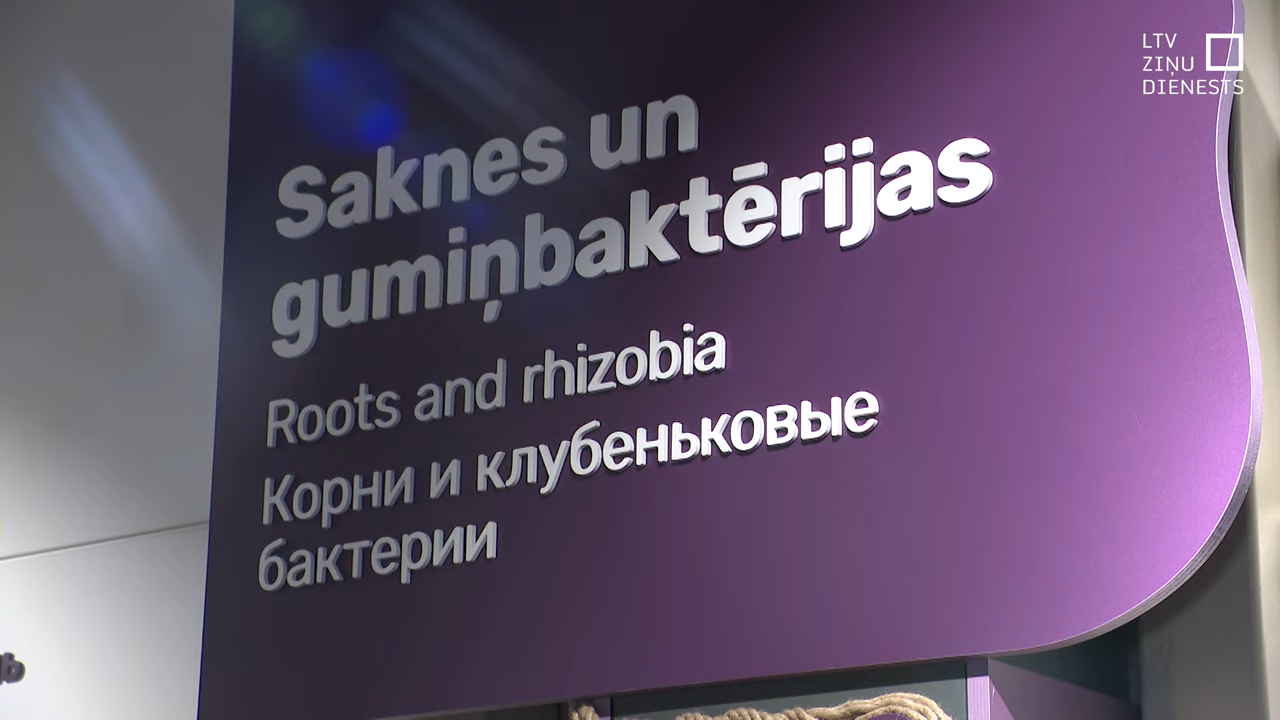 LTV
ZIŅU
DIENESTS
Saknes un
gumiņbaktērijas
Roots and rhizobia
Корни и клубеньковые
бактерии